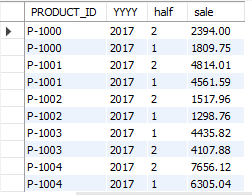 PRODUCT_ID YYYY half sale
P-1000 2017 2 2394.00
P-1000 2017 1 1809.75
P-1001 2017 2 4814.01
P-1001 2017 1 4561.59
P-1002 2017 2 1517.96
P-1002 2017 1 1298.76
P-1003 2017 1 4435.82
P-1003 2017 2 4107.88
P-1004 2017 2 7656.12
P-1004 2017 1 6305.04